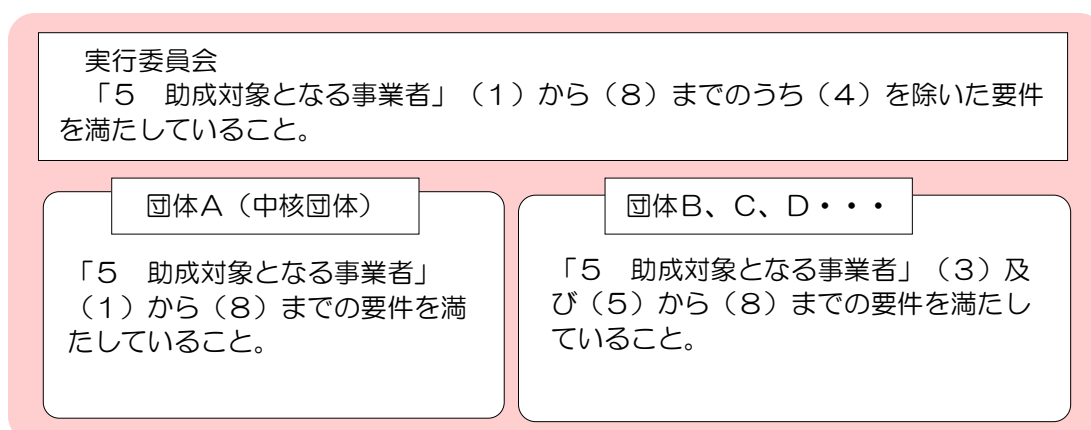 実行委員会
「５　助成対象となる事業者」（１）から（８）までのうち（４）を除いた要件
を満たしていること。
団体Ａ（中核団体）
「５　助成対象となる事業者」
（１）から（８）までの要件を満
たしていること。
団体Ｂ、Ｃ、Ｄ・・・
「５　助成対象となる事業者」（３）及
び（５）から（８）までの要件を満たし
ていること。